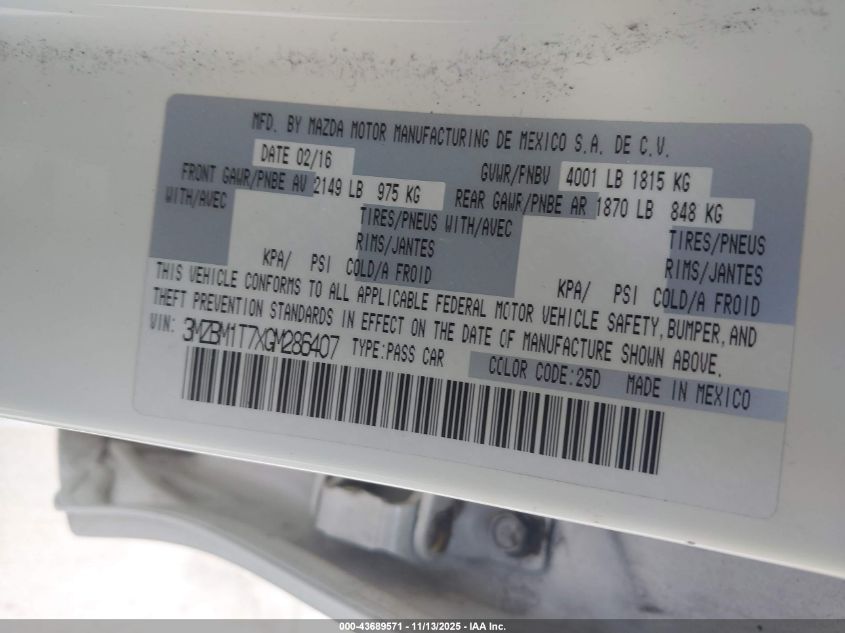 MFD. BY MAZDA MOTOR MANUFACTURING DE MEXICO S.A. DE C.V.
DATE 02/16 GVWR/FNBV 4001 LB 1815 KG
FRONT GAWR/PNBE AV 2149 LB 975 KG REAR GAWR/PNBE AR 1870 LB 848 KG
WITH/AVEC TIRES/PNEUS WITH/AVEC TIRES/PNEUS
RIMS/JANTES RIMS/JANTES
KPA/ PSI COLD/A FROID KPA/ PSI COLD/A FROID
THIS VEHICLE CONFORMS TO ALL APPLICABLE FEDERAL MOTOR VEHICLE SAFETY, BUMPER, AND
THEFT PREVENTION STANDARDS IN EFFECT ON THE DATE OF MANUFACTURE SHOWN ABOVE.
VIN: 3MZBM1T7XGM286407 TYPE:PASS CAR COLOR CODE:25D MADE IN MEXICO
000-43689571 - 11/13/2025 - IAA Inc.